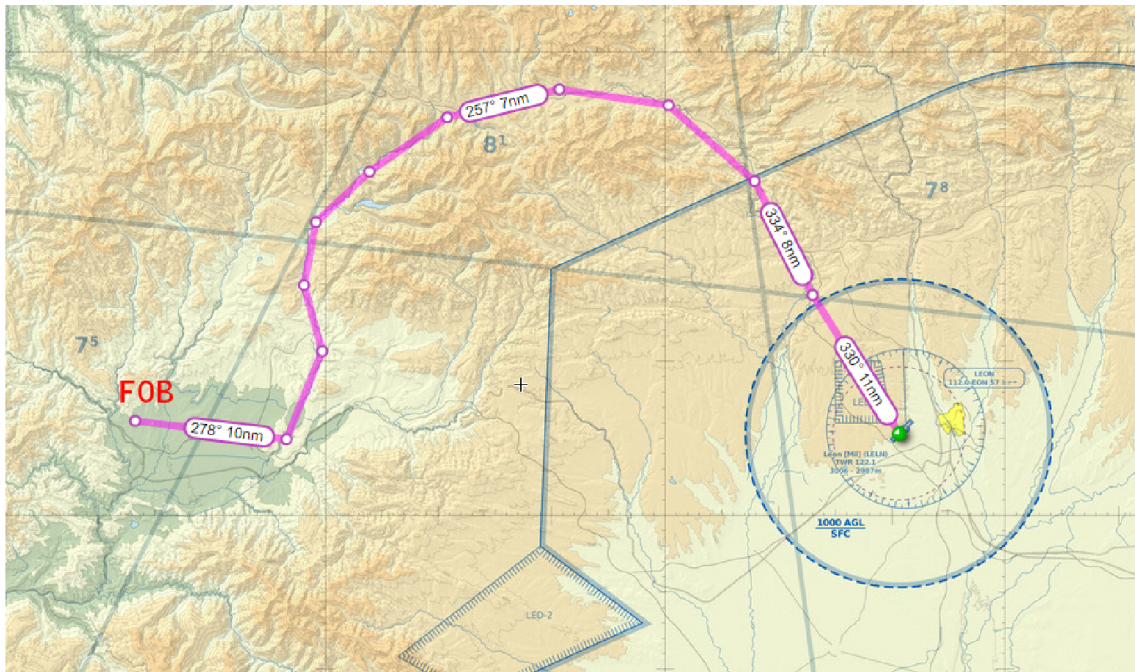 257° 7nm
8¹
7⁸
334° 8nm
7⁵
FOB
330° 11nm
LEON
278° 10nm
León [Mil] (LELN)
TWR 122.1
1000 AGL
SFC
LED-2